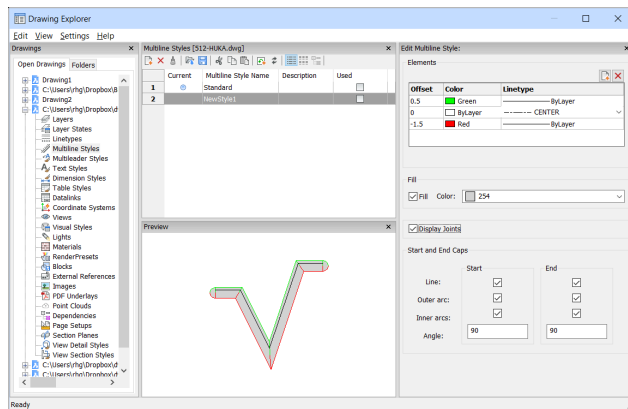 Drawing Explorer
Edit View Settings Help
Drawings
Open Drawings Folders
Drawing1
C:\Users\rhg\Dropbox\B
Drawing2
C:\Users\rhg\Dropbox\d
Layers
Layer States
Linetypes
Multiline Styles
Multileader Styles
Text Styles
Dimension Styles
Table Styles
Datalinks
Coordinate Systems
Views
Visual Styles
Lights
Materials
RenderPresets
Blocks
External References
Images
PDF Underlays
Point Clouds
Dependencies
Page Setups
Section Planes
View Detail Styles
View Section Styles
C:\Users\rhg\Dropbox\d
C:\Users\rhg\Dropbox\d
Multiline Styles [512-HUKA.dwg]
Current Multiline Style Name Description Used
1 Standard
2 NewStyle1
Preview
Edit Multiline Style:
Elements
Offset Color Linetype
0.5 Green ByLayer
0 ByLayer CENTER
-1.5 Red ByLayer
Fill
Fill Color: 254
Display Joints
Start and End Caps
Start End
Line:
Outer arc:
Inner arcs:
Angle: 90 90
Ready